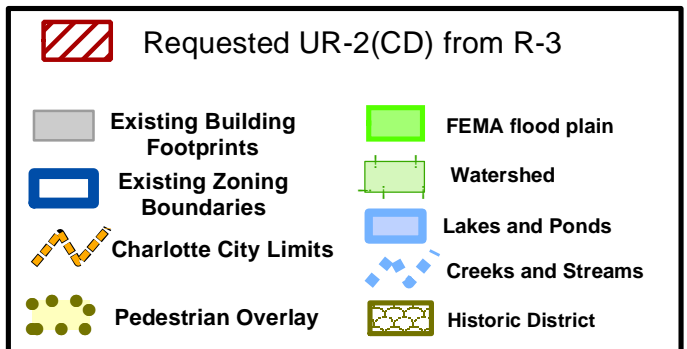 Requested UR-2(CD) from R-3
Existing Building
Footprints
Existing Zoning
Boundaries
Charlotte City Limits
Pedestrian Overlay
FEMA flood plain
Watershed
Lakes and Ponds
Creeks and Streams
Historic District